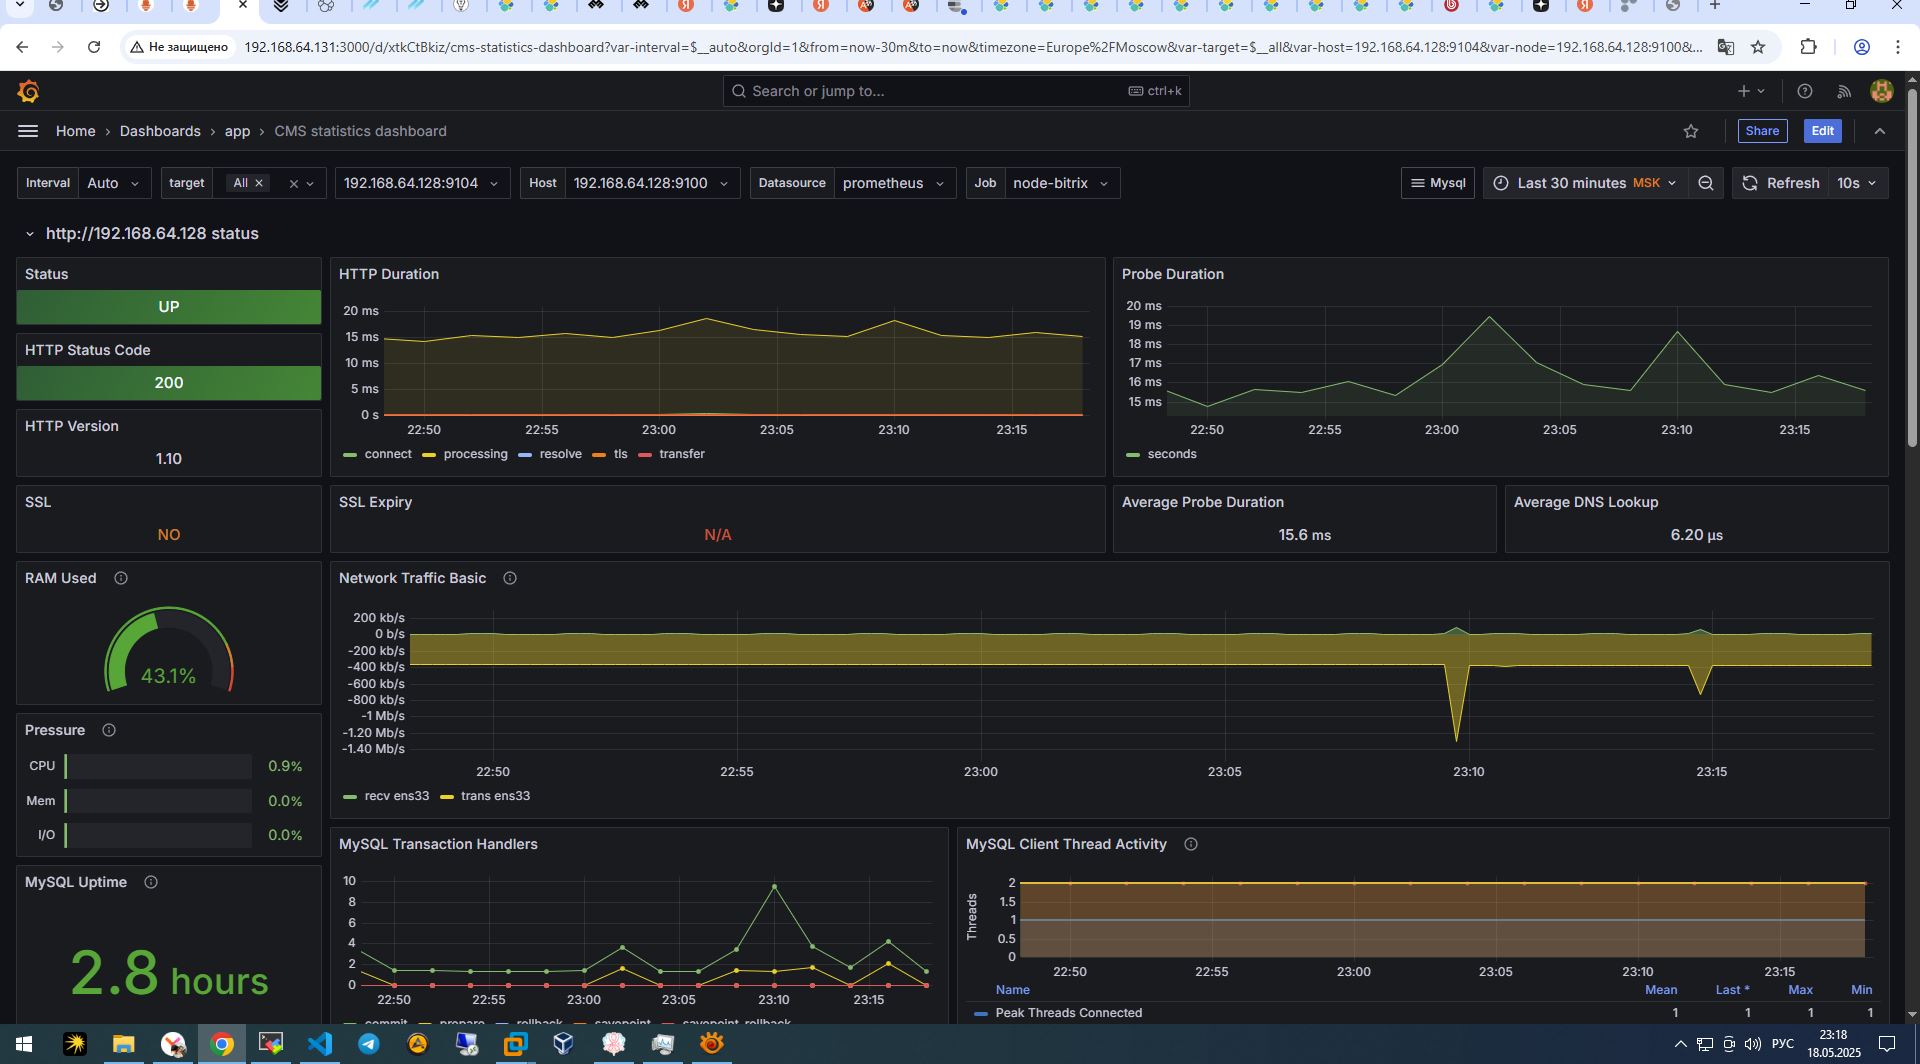 Не защищено
192.168.64.131:3000/d/xtkCtBkiz/cms-statistics-dashboard?var-interval=$__auto&orgId=1&from=now-30m&to=now&timezone=Europe%2FMoscow&var-target=$__all&var-host=192.168.64.128:9104&var-node=192.168.64.128:9100&...
Search or jump to...
ctrl+k
Home › Dashboards › app › CMS statistics dashboard
Share
Edit
Interval Auto
target All
192.168.64.128:9104
Host 192.168.64.128:9100
Datasource prometheus
Job node-bitrix
Mysql
Last 30 minutes MSK
Refresh 10s
http://192.168.64.128 status
Status
UP
HTTP Status Code
200
HTTP Version
1.10
HTTP Duration
20 ms
15 ms
10 ms
5 ms
0 s
22:50 22:55 23:00 23:05 23:10 23:15
connect processing resolve tls transfer
Probe Duration
20 ms
19 ms
18 ms
17 ms
16 ms
15 ms
22:50 22:55 23:00 23:05 23:10 23:15
seconds
SSL
NO
SSL Expiry
N/A
Average Probe Duration
15.6 ms
Average DNS Lookup
6.20 µs
RAM Used
43.1%
Network Traffic Basic
200 kb/s
0 b/s
-200 kb/s
-400 kb/s
-600 kb/s
-800 kb/s
-1 Mb/s
-1.20 Mb/s
-1.40 Mb/s
22:50 22:55 23:00 23:05 23:10 23:15
recv ens33 trans ens33
Pressure
CPU 0.9%
Mem 0.0%
I/O 0.0%
MySQL Uptime
2.8 hours
MySQL Transaction Handlers
10
8
6
4
2
0
22:50 22:55 23:00 23:05 23:10 23:15
commit prepare rollback savepoint savepoint_rollback
MySQL Client Thread Activity
Threads
2
1.5
1
0.5
0
22:50 22:55 23:00 23:05 23:10 23:15
Name Mean Last * Max Min
Peak Threads Connected 1 1 1 1
РУС
23:18
18.05.2025